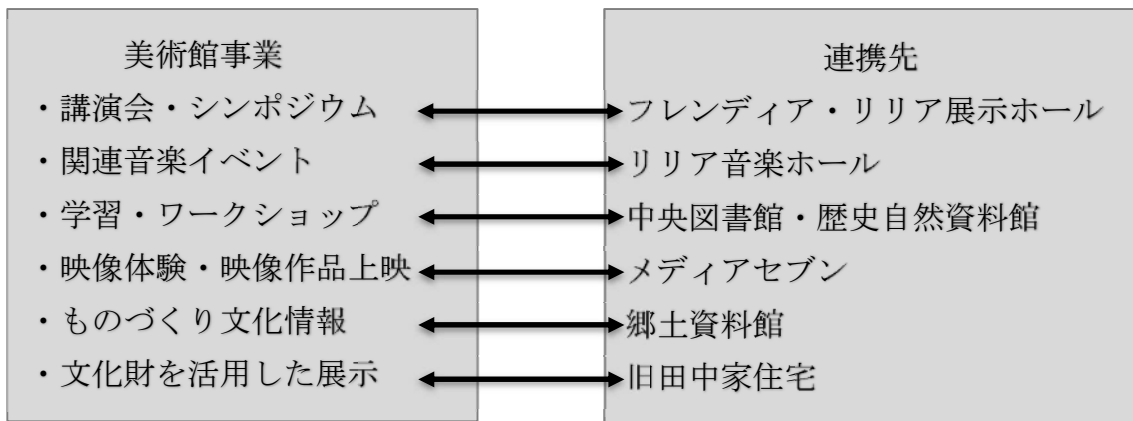 美術館事業
・講演会・シンポジウム
・関連音楽イベント
・学習・ワークショップ
・映像体験・映像作品上映
・ものづくり文化情報
・文化財を活用した展示
連携先
フレンディア・リリア展示ホール
リリア音楽ホール
中央図書館・歴史自然資料館
メディアセブン
郷土資料館
旧田中家住宅